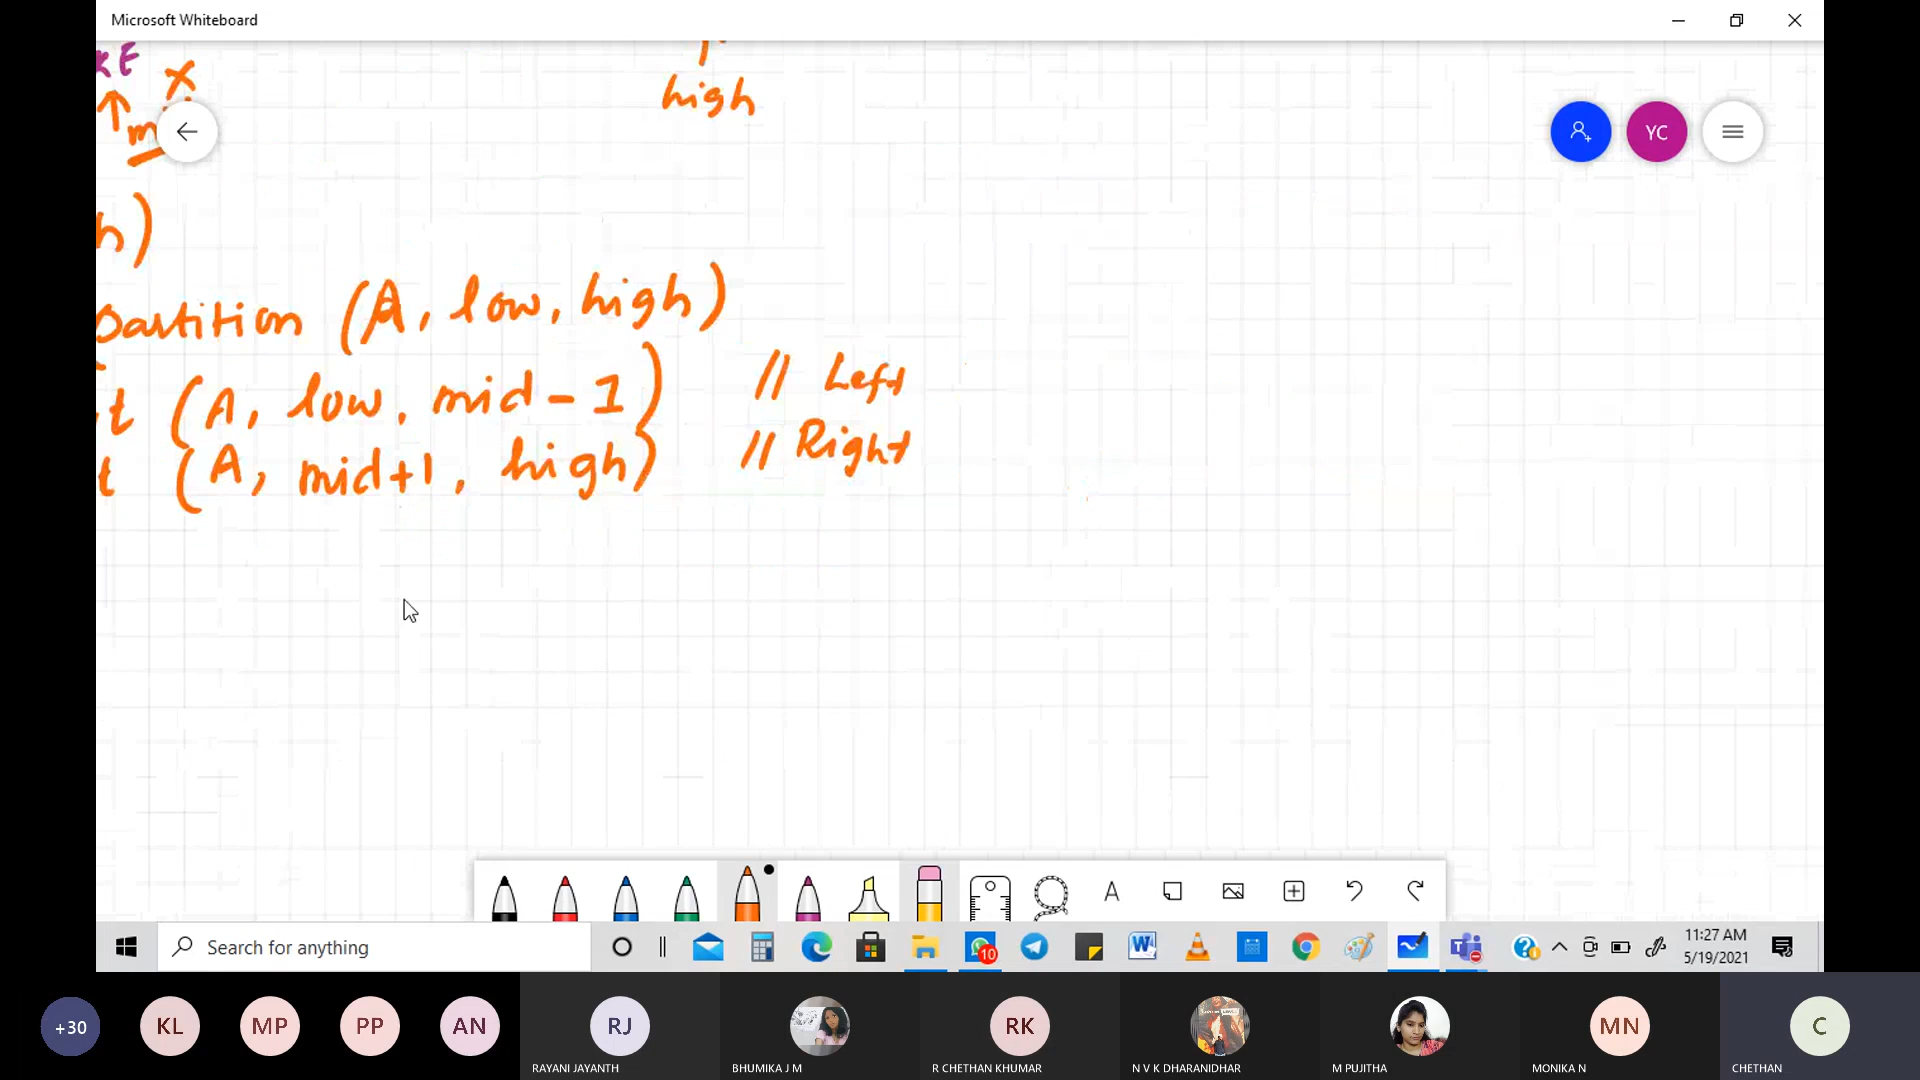 Microsoft Whiteboard
high
YC
h)
partition (A, low, high)
t (A, low, mid-1) // Left
t (A, mid+1, high) // Right
A
Search for anything
10
11:27 AM
5/19/2021
+30
KL
MP
PP
AN
RJ
RK
MN
C
RAYANI JAYANTH
BHUMIKA J M
R CHETHAN KHUMAR
N V K DHARANIDHAR
M PUJITHA
MONIKA N
CHETHAN